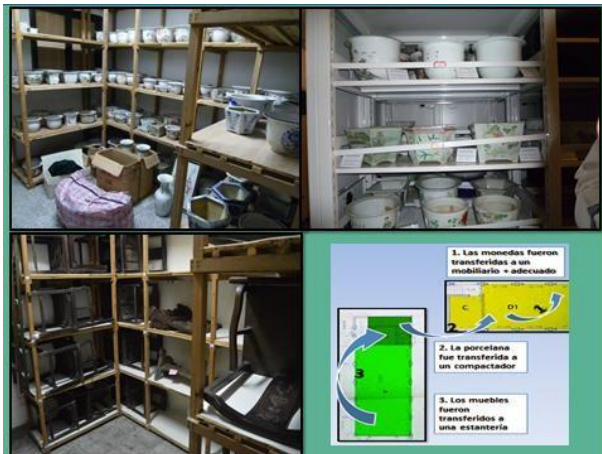 1. Las monedas fueron
transferidas a un
mobiliario + adecuado
C
D1
1
2
2. La porcelana
fue transferida a
un compactador
3
3. Los muebles
fueron
transferidos a
una estantería